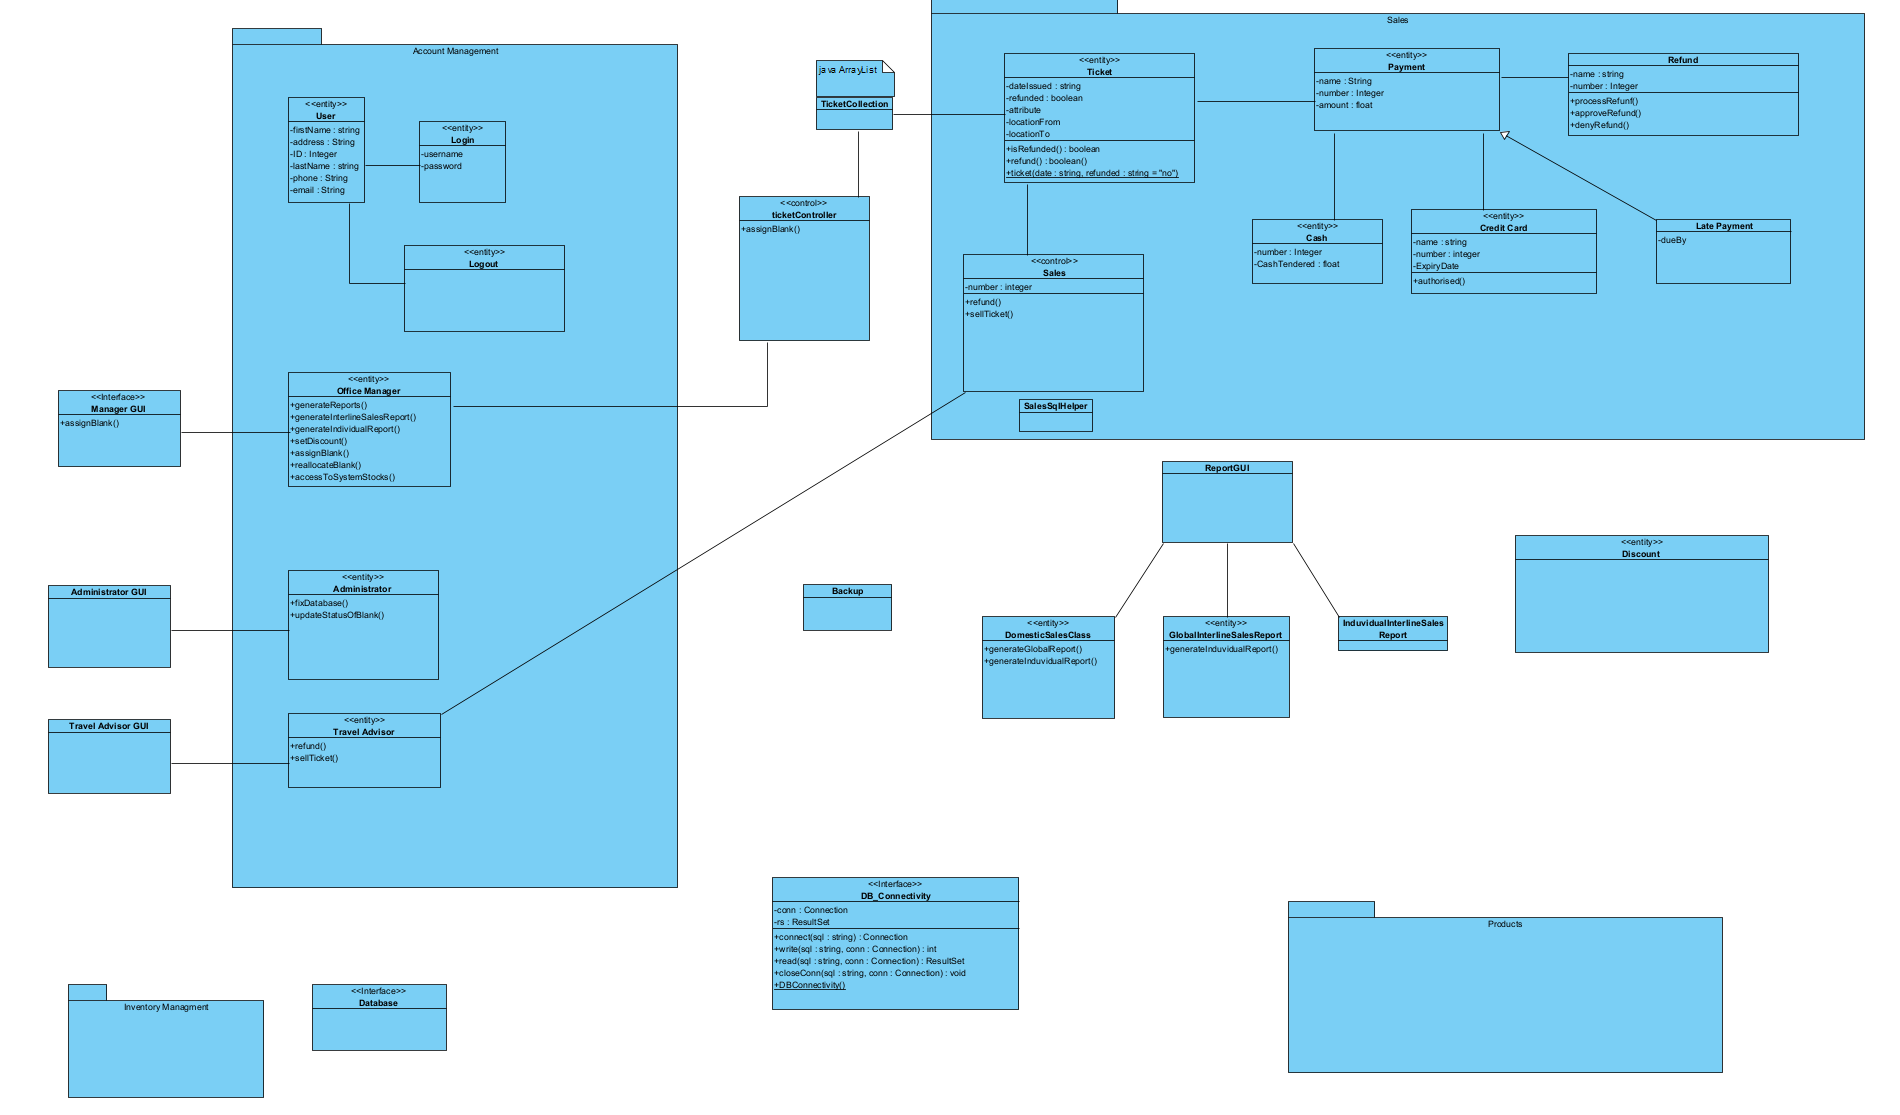 Account Management
<<entity>>
User
-firstName : string
-address : String
-ID : Integer
-lastName : string
-phone : String
-email : String
<<entity>>
Login
-username
-password
<<entity>>
Logout
<<entity>>
Office Manager
+generateReports()
+generateInterlineSalesReport()
+generateIndividualReport()
+setDiscount()
+assignBlank()
+reallocateBlank()
+accessToSystemStocks()
<<Interface>>
Manager GUI
+assignBlank()
<<entity>>
Administrator
+fixDatabase()
+updateStatusOfBlank()
Administrator GUI
<<entity>>
Travel Advisor
+refund()
+sellTicket()
Travel Advisor GUI
java ArrayList
TicketCollection
<<control>>
ticketController
+assignBlank()
Sales
<<entity>>
Ticket
-dateIssued : string
-refunded : boolean
-attribute
-locationFrom
-locationTo
+isRefunded() : boolean
+refund() : boolean()
+ticket(date : string, refunded : string = "no")
<<entity>>
Payment
-name : String
-number : Integer
-amount : float
Refund
-name : string
-number : Integer
+processRefunf()
+approveRefund()
+denyRefund()
<<control>>
Sales
-number : integer
+refund()
+sellTicket()
<<entity>>
Cash
-number : Integer
-CashTendered : float
<<entity>>
Credit Card
-name : string
-number : integer
-ExpiryDate
+authorised()
Late Payment
-dueBy
SalesSqlHelper
ReportGUI
<<entity>>
DomesticSalesClass
+generateGlobalReport()
+generateInduvidualReport()
<<entity>>
GlobalInterlineSalesReport
+generateInduvidualReport()
InduvidualInterlineSales
Report
<<entity>>
Discount
Backup
<<Interface>>
DB_Connectivity
-conn : Connection
-rs : ResultSet
+connect(sql : string) : Connection
+write(sql : string, conn : Connection) : int
+read(sql : string, conn : Connection) : ResultSet
+closeConn(sql : string, conn : Connection) : void
+DBConnectivity()
Products
Inventory Managment
<<Interface>>
Database